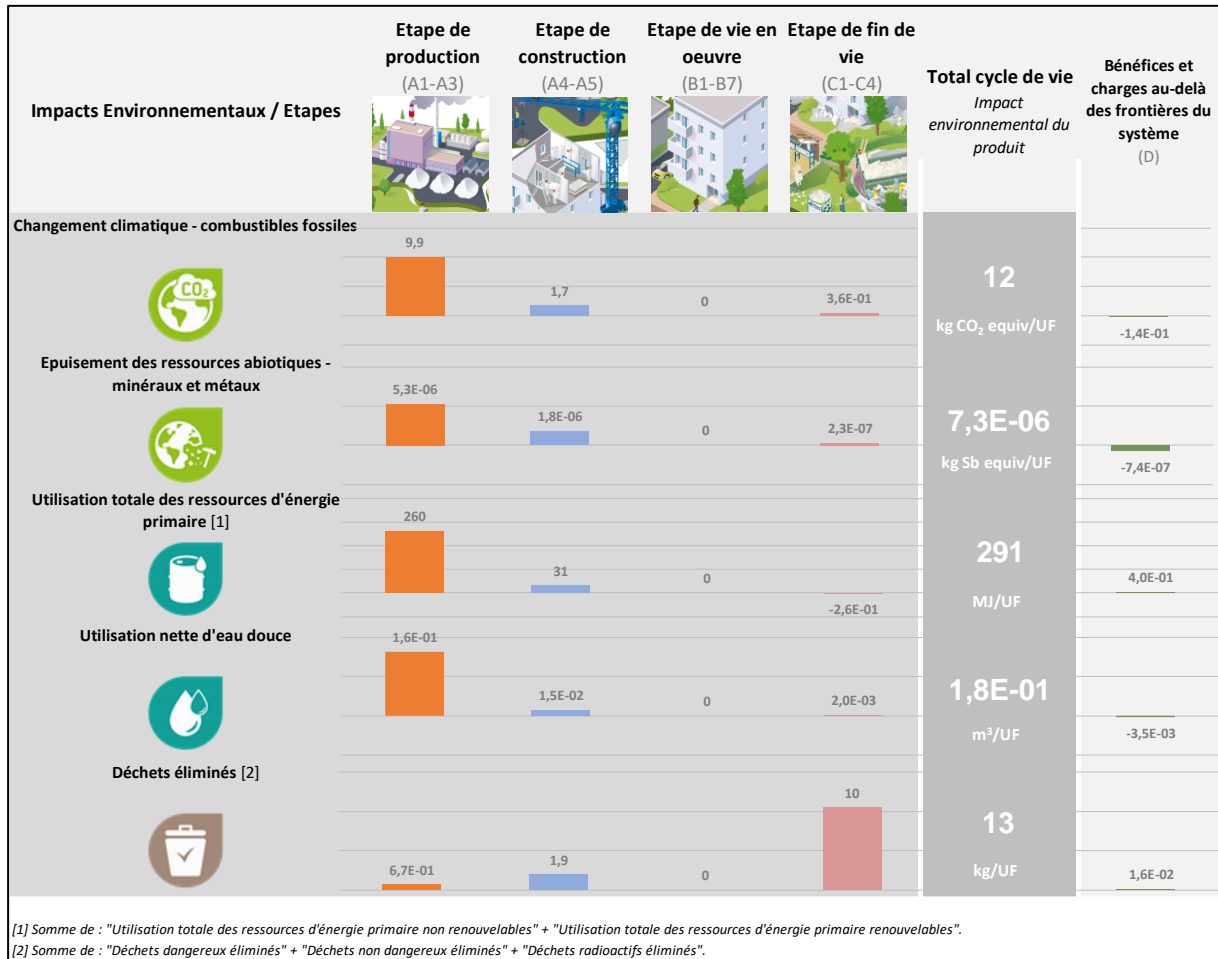 Impacts Environnementaux / Etapes
Etape de
production
(A1-A3)
Etape de
construction
(A4-A5)
Etape de vie en
oeuvre
(B1-B7)
Etape de fin de
vie
(C1-C4)
Total cycle de vie
Impact
environnemental du
produit
Bénéfices et
charges au-delà
des frontières du
système
(D)
Changement climatique - combustibles fossiles
CO2
9,9
1,7
0
3,6E-01
12
kg CO2 equiv/UF
-1,4E-01
Epuisement des ressources abiotiques -
minéraux et métaux
5,3E-06
1,8E-06
0
2,3E-07
7,3E-06
kg Sb equiv/UF
-7,4E-07
Utilisation totale des ressources d'énergie
primaire [1]
260
31
0
-2,6E-01
291
MJ/UF
4,0E-01
Utilisation nette d'eau douce
1,6E-01
1,5E-02
0
2,0E-03
1,8E-01
m³/UF
-3,5E-03
Déchets éliminés [2]
6,7E-01
1,9
0
10
13
kg/UF
1,6E-02
[1] Somme de : "Utilisation totale des ressources d'énergie primaire non renouvelables" + "Utilisation totale des ressources d'énergie primaire renouvelables".
[2] Somme de : "Déchets dangereux éliminés" + "Déchets non dangereux éliminés" + "Déchets radioactifs éliminés".